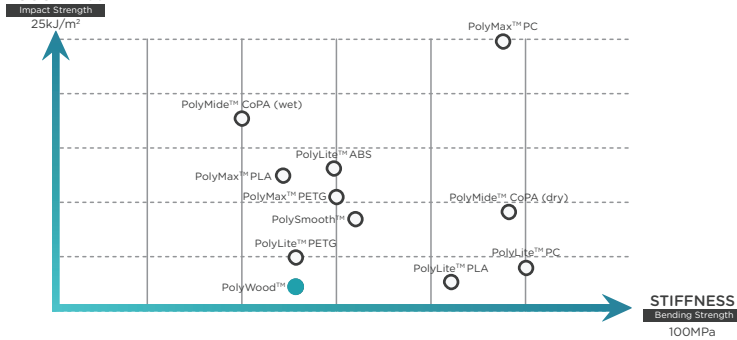 Impact Strength
25kJ/m²
PolyMax™ PC
PolyMide™ CoPA (wet)
PolyLite™ ABS
PolyMax™ PLA
PolyMax™ PETG
PolyMide™ CoPA (dry)
PolySmooth™
PolyLite™ PETG
PolyLite™ PC
PolyLite™ PLA
PolyWood™
STIFFNESS
Bending Strength
100MPa